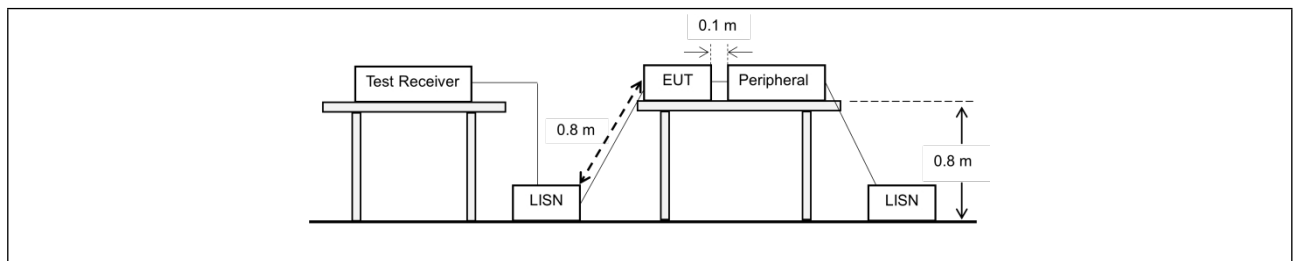 0.1 m
Test Receiver
EUT
Peripheral
0.8 m
0.8 m
LISN
LISN